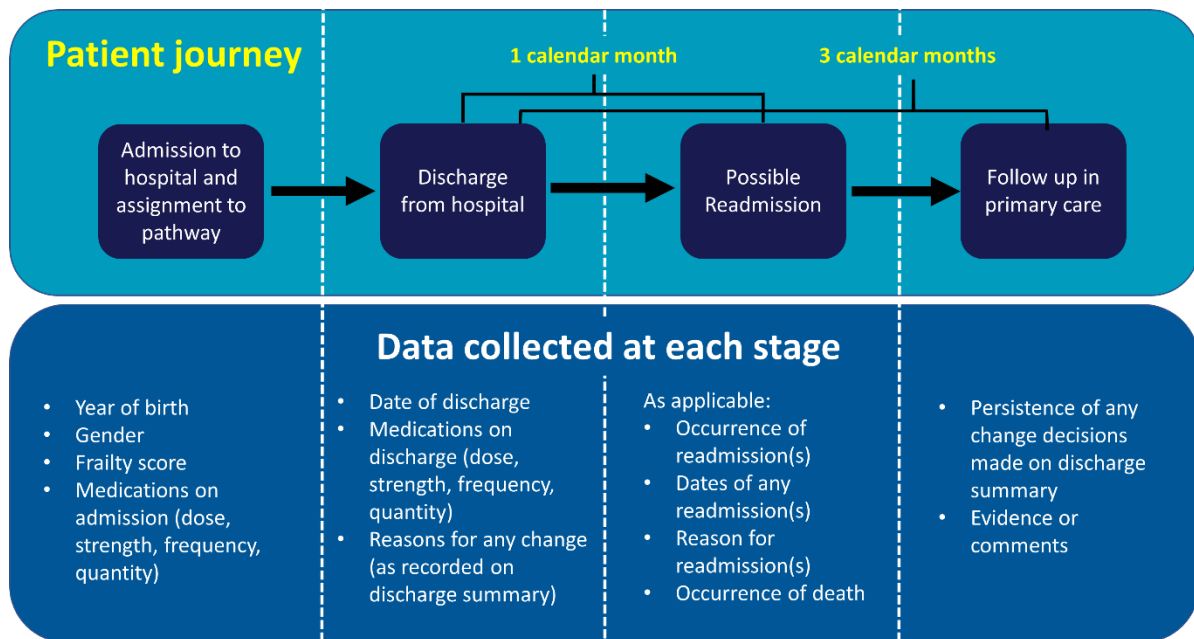 Patient journey
1 calendar month
3 calendar months
Admission to
hospital and
assignment to
pathway
Discharge
from hospital
Possible
Readmission
Follow up in
primary care
Data collected at each stage
• Year of birth
• Gender
• Frailty score
• Medications on
admission (dose,
strength, frequency,
quantity)
• Date of discharge
• Medications on
discharge (dose,
strength, frequency,
quantity)
• Reasons for any change
(as recorded on
discharge summary)
As applicable:
• Occurrence of
readmission(s)
• Dates of any
readmission(s)
• Reason for
readmission(s)
• Occurrence of death
• Persistence of any
change decisions
made on discharge
summary
• Evidence or
comments